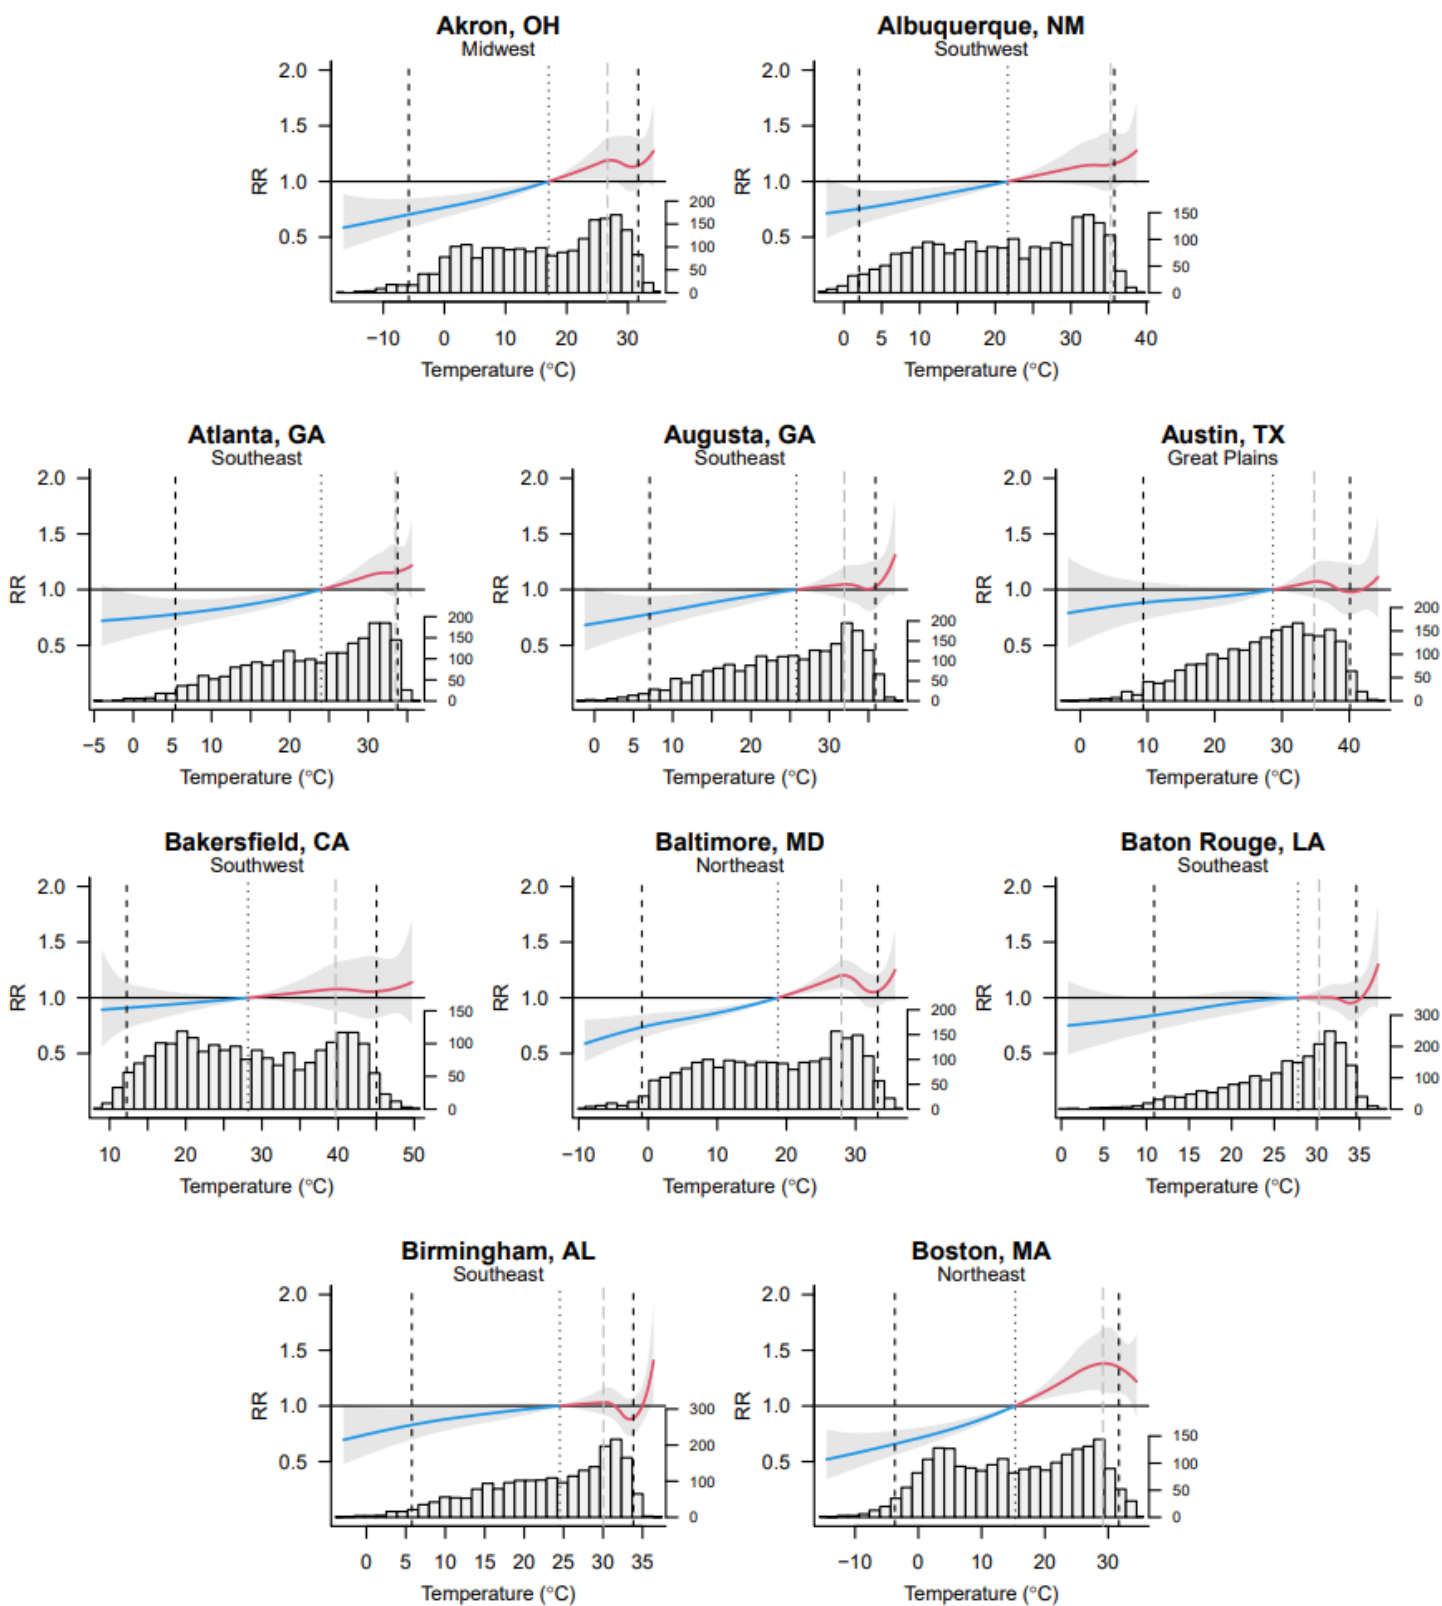 Akron, OH
Midwest
2.0
1.5
1.0
0.5
RR
200
150
100
50
0
−10 0 10 20 30
Temperature (°C)
Albuquerque, NM
Southwest
2.0
1.5
1.0
0.5
RR
150
100
50
0
0 5 10 20 30 40
Temperature (°C)
Atlanta, GA
Southeast
2.0
1.5
1.0
0.5
RR
200
150
100
50
0
−5 0 5 10 20 30
Temperature (°C)
Augusta, GA
Southeast
2.0
1.5
1.0
0.5
RR
200
150
100
50
0
0 5 10 20 30
Temperature (°C)
Austin, TX
Great Plains
2.0
1.5
1.0
0.5
RR
200
150
100
50
0
0 10 20 30 40
Temperature (°C)
Bakersfield, CA
Southwest
2.0
1.5
1.0
0.5
RR
150
100
50
0
10 20 30 40 50
Temperature (°C)
Baltimore, MD
Northeast
2.0
1.5
1.0
0.5
RR
200
150
100
50
0
−10 0 10 20 30
Temperature (°C)
Baton Rouge, LA
Southeast
2.0
1.5
1.0
0.5
RR
300
200
100
0
0 5 10 15 20 25 30 35
Temperature (°C)
Birmingham, AL
Southeast
2.0
1.5
1.0
0.5
RR
300
200
100
0
0 5 10 15 20 25 30 35
Temperature (°C)
Boston, MA
Northeast
2.0
1.5
1.0
0.5
RR
150
100
50
0
−10 0 10 20 30
Temperature (°C)